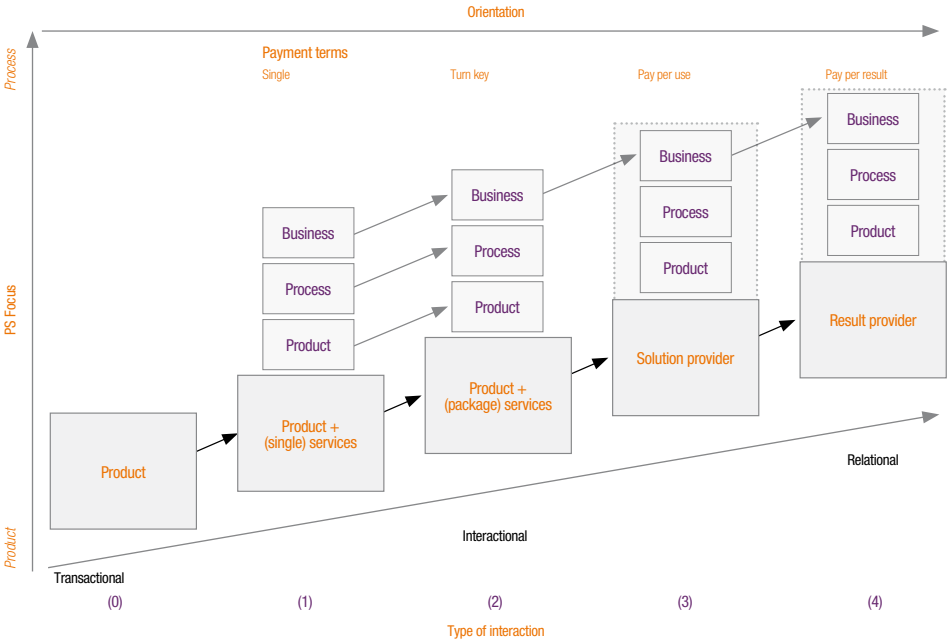 Orientation
Process
Payment terms
Single
Turn key
Pay per use
Pay per result
Business
Business
Business
Business
Process
Process
Process
Process
Product
Product
Product
Product
PS Focus
Product
Product +
(single) services
Product +
(package) services
Solution provider
Result provider
Product
Transactional
Interactional
Relational
(0)
(1)
(2)
(3)
(4)
Type of interaction